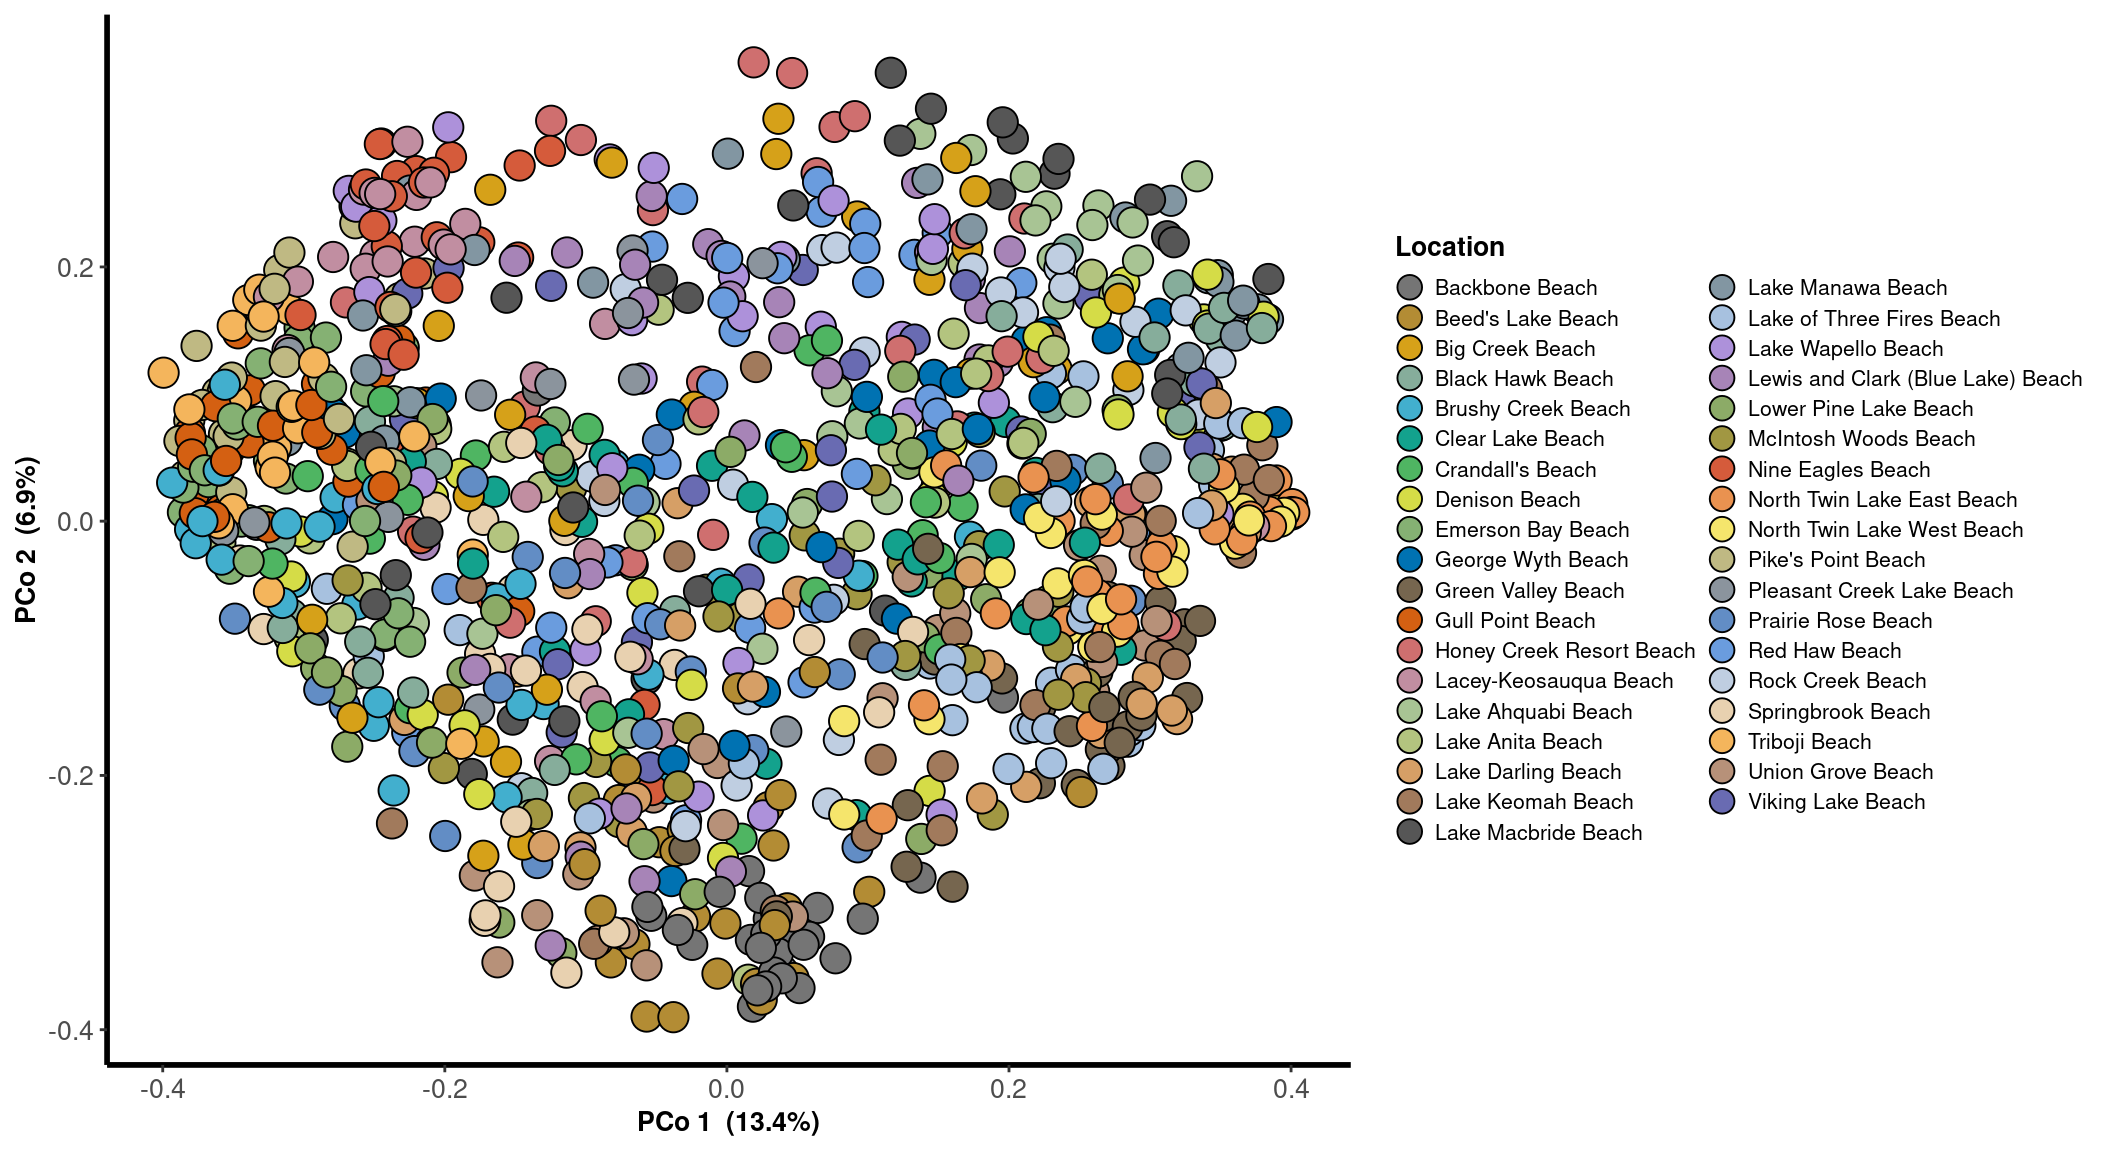 PCo 2  (6.9%)
0.2
0.0
-0.2
-0.4
-0.4
-0.2
0.0
0.2
0.4
PCo 1  (13.4%)
Location
Backbone Beach
Beed's Lake Beach
Big Creek Beach
Black Hawk Beach
Brushy Creek Beach
Clear Lake Beach
Crandall's Beach
Denison Beach
Emerson Bay Beach
George Wyth Beach
Green Valley Beach
Gull Point Beach
Honey Creek Resort Beach
Lacey-Keosauqua Beach
Lake Ahquabi Beach
Lake Anita Beach
Lake Darling Beach
Lake Keomah Beach
Lake Macbride Beach
Lake Manawa Beach
Lake of Three Fires Beach
Lake Wapello Beach
Lewis and Clark (Blue Lake) Beach
Lower Pine Lake Beach
McIntosh Woods Beach
Nine Eagles Beach
North Twin Lake East Beach
North Twin Lake West Beach
Pike's Point Beach
Pleasant Creek Lake Beach
Prairie Rose Beach
Red Haw Beach
Rock Creek Beach
Springbrook Beach
Triboji Beach
Union Grove Beach
Viking Lake Beach